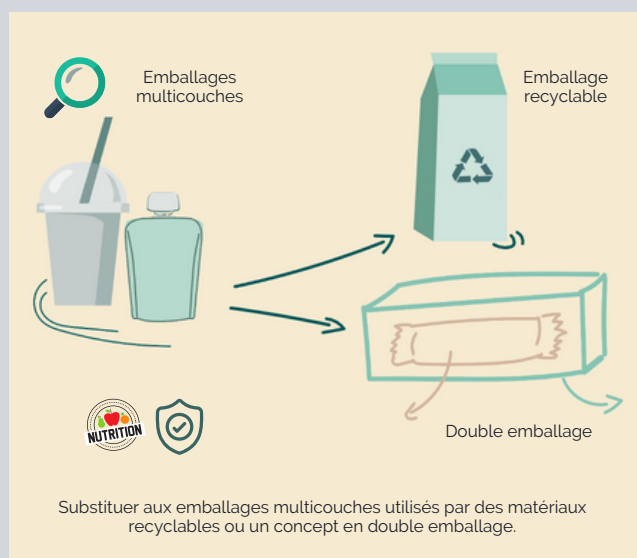 Emballages
multicouches
Emballage
recyclable
Double emballage
NUTRITION
Substituer aux emballages multicouches utilisés par des matériaux
recyclables ou un concept en double emballage.